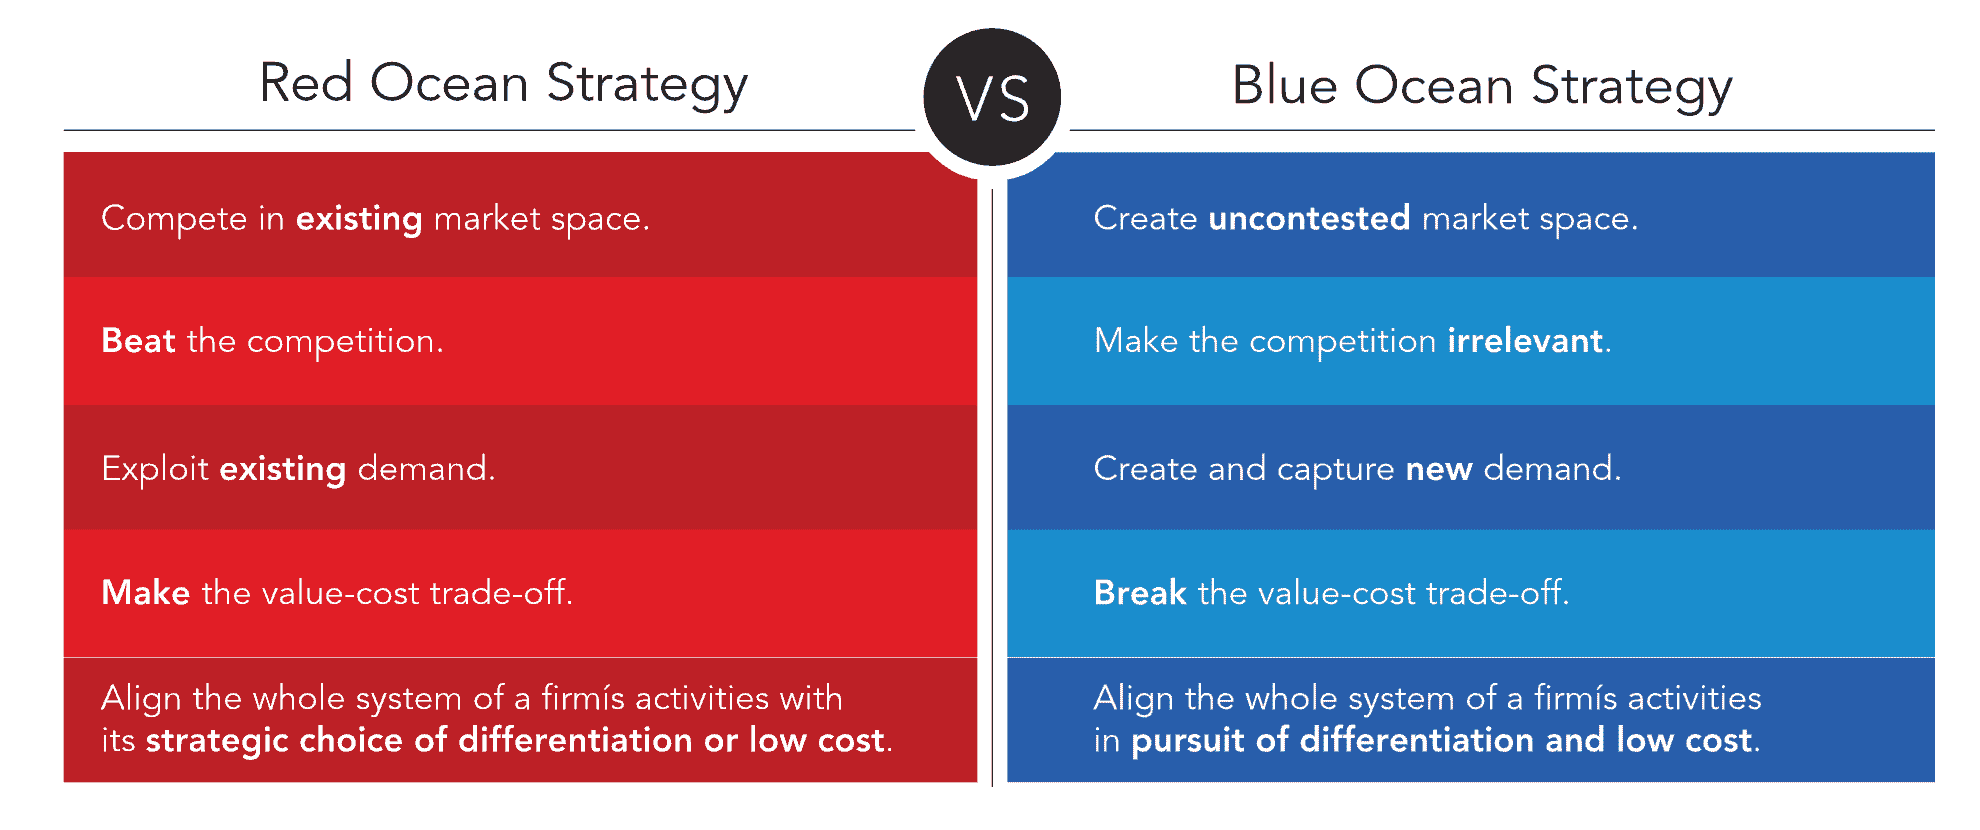 Red Ocean Strategy
VS
Blue Ocean Strategy
Compete in existing market space.
Create uncontested market space.
Beat the competition.
Make the competition irrelevant.
Exploit existing demand.
Create and capture new demand.
Make the value-cost trade-off.
Break the value-cost trade-off.
Align the whole system of a firmís activities with
its strategic choice of differentiation or low cost.
Align the whole system of a firmís activities
in pursuit of differentiation and low cost.